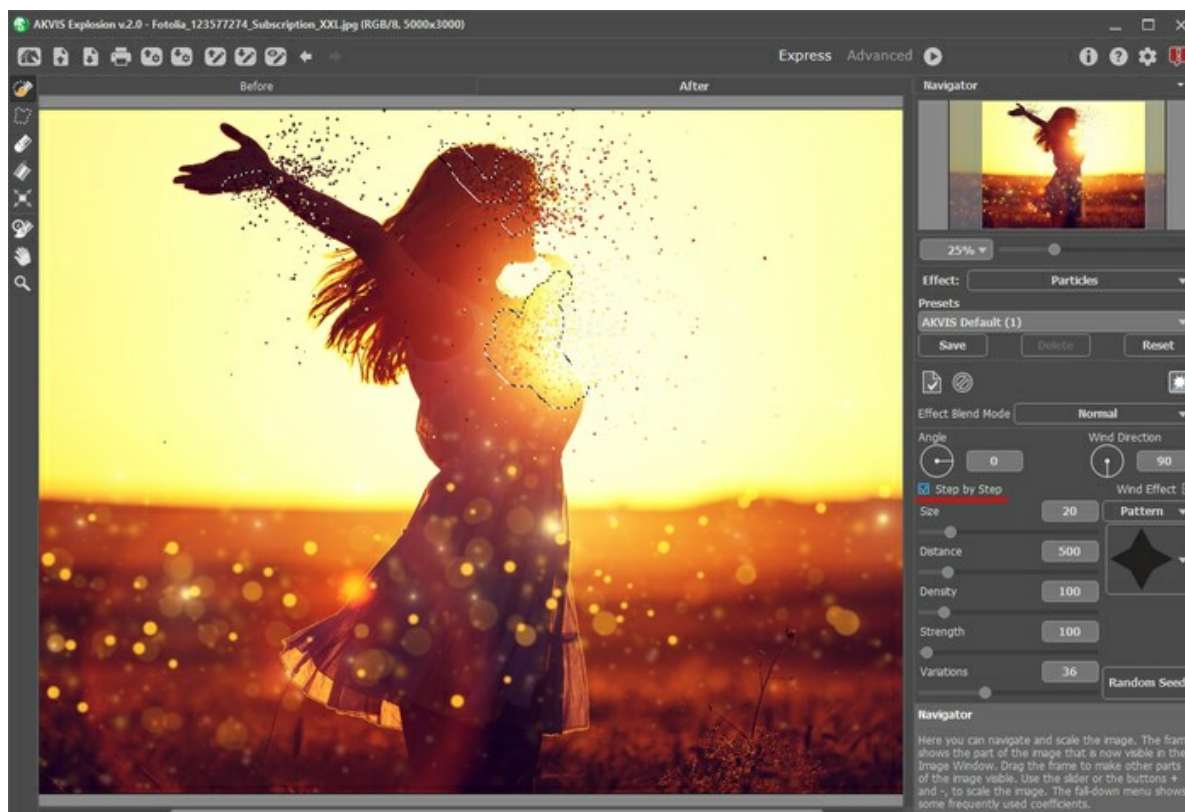 AKVIS Explosion v.2.0 - Fotolia_123577274_Subscription_XXL.jpg (RGB/8, 5000x3000)
Express Advanced
Before After
Navigator
25%
Effect: Particles
Presets
AKVIS Default (1)
Save Delete Reset
Effect Blend Mode Normal
Angle Wind Direction
0 90
Step by Step Wind Effect
Size 20 Pattern
Distance 500
Density 100
Strength 100
Variations 36 Random Seed
Navigator
Here you can navigate and scale the image. The fram
shows the part of the image that is now visible in the
Image Window. Drag the frame to make other parts
of the image visible. Use the slider or the buttons +
and -, to scale the image. The fall-down menu shows
some frequently used coefficients.